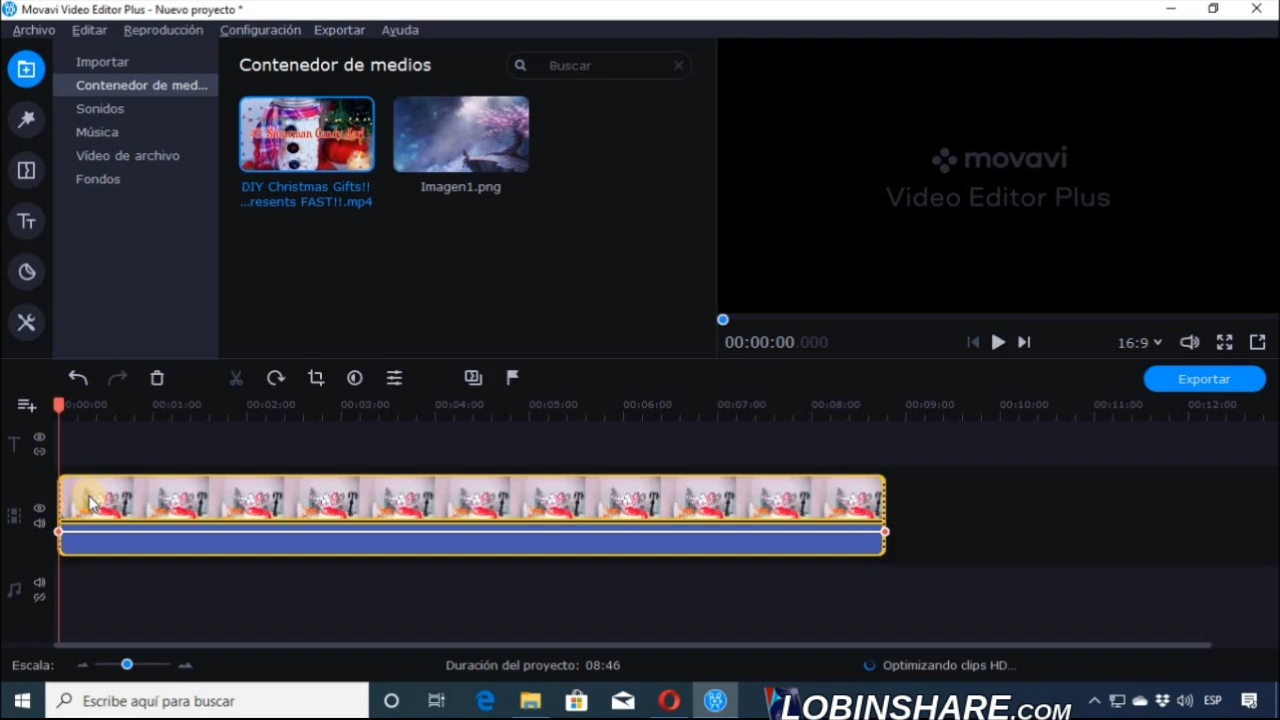 Movavi Video Editor Plus - Nuevo proyecto *
Archivo Editar Reproducción Configuración Exportar Ayuda
Importar
Contenedor de med...
Sonidos
Música
Vídeo de archivo
Fondos
Contenedor de medios
Buscar
Snowman Candy Jar!
DIY Christmas Gifts!!
...resents FAST!!.mp4
Imagen1.png
movavi
Video Editor Plus
00:00:00.000
16:9
Exportar
0:00:00 00:01:00 00:02:00 00:03:00 00:04:00 00:05:00 00:06:00 00:07:00 00:08:00 00:09:00 00:10:00 00:11:00 00:12:00
Escala:
Duración del proyecto: 08:46
Optimizando clips HD...
Escribe aquí para buscar
ESP
LOBINSHARE.COM